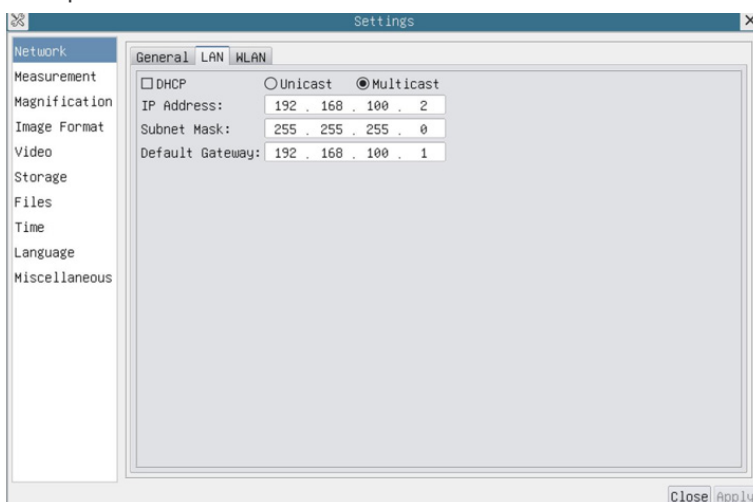 Settings
Network
Measurement
Magnification
Image Format
Video
Storage
Files
Time
Language
Miscellaneous
General LAN WLAN
DHCP Unicast Multicast
IP Address: 192 . 168 . 100 . 2
Subnet Mask: 255 . 255 . 255 . 0
Default Gateway: 192 . 168 . 100 . 1
Close Apply